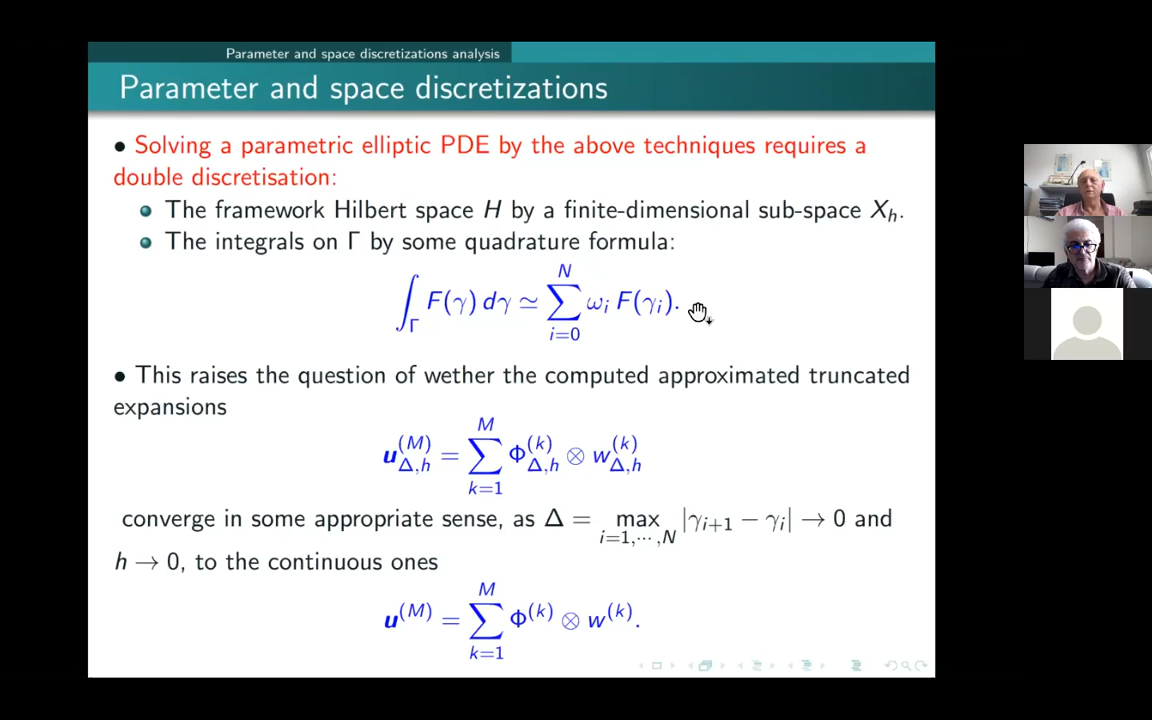 Parameter and space discretizations analysis
Parameter and space discretizations
• Solving a parametric elliptic PDE by the above techniques requires a
double discretisation:
The framework Hilbert space H by a finite-dimensional sub-space X_h.
The integrals on Γ by some quadrature formula:
∫_Γ F(γ) dγ ≃ ∑_{i=0}^{N} ω_i F(γ_i).
• This raises the question of wether the computed approximated truncated
expansions
u_{Δ,h}^{(M)} = ∑_{k=1}^{M} Φ_{Δ,h}^{(k)} ⊗ w_{Δ,h}^{(k)}
converge in some appropriate sense, as Δ = max_{i=1,⋯,N} |γ_{i+1} − γ_i| → 0 and
h → 0, to the continuous ones
u^{(M)} = ∑_{k=1}^{M} Φ^{(k)} ⊗ w^{(k)}.